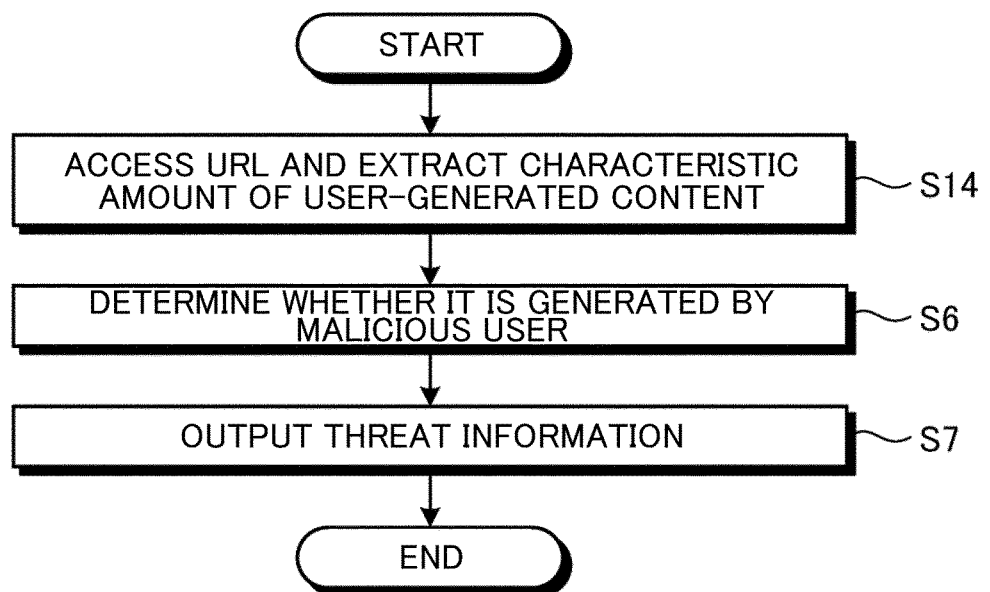 START
ACCESS URL AND EXTRACT CHARACTERISTIC
AMOUNT OF USER-GENERATED CONTENT
S14
DETERMINE WHETHER IT IS GENERATED BY
MALICIOUS USER
S6
OUTPUT THREAT INFORMATION
S7
END